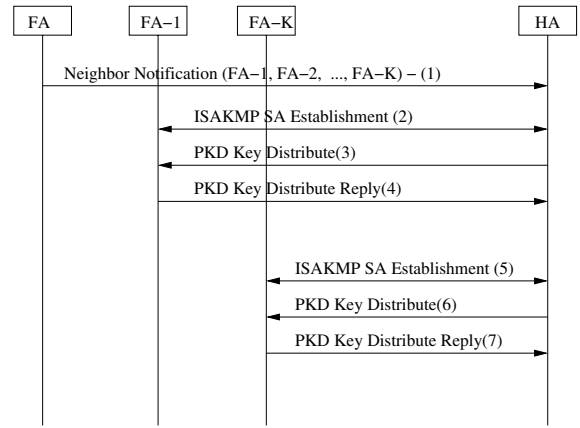 FA FA−1 FA−K HA
Neighbor Notification (FA−1, FA−2, ..., FA−K) − (1)
ISAKMP SA Establishment (2)
PKD Key Distribute(3)
PKD Key Distribute Reply(4)
ISAKMP SA Establishment (5)
PKD Key Distribute(6)
PKD Key Distribute Reply(7)